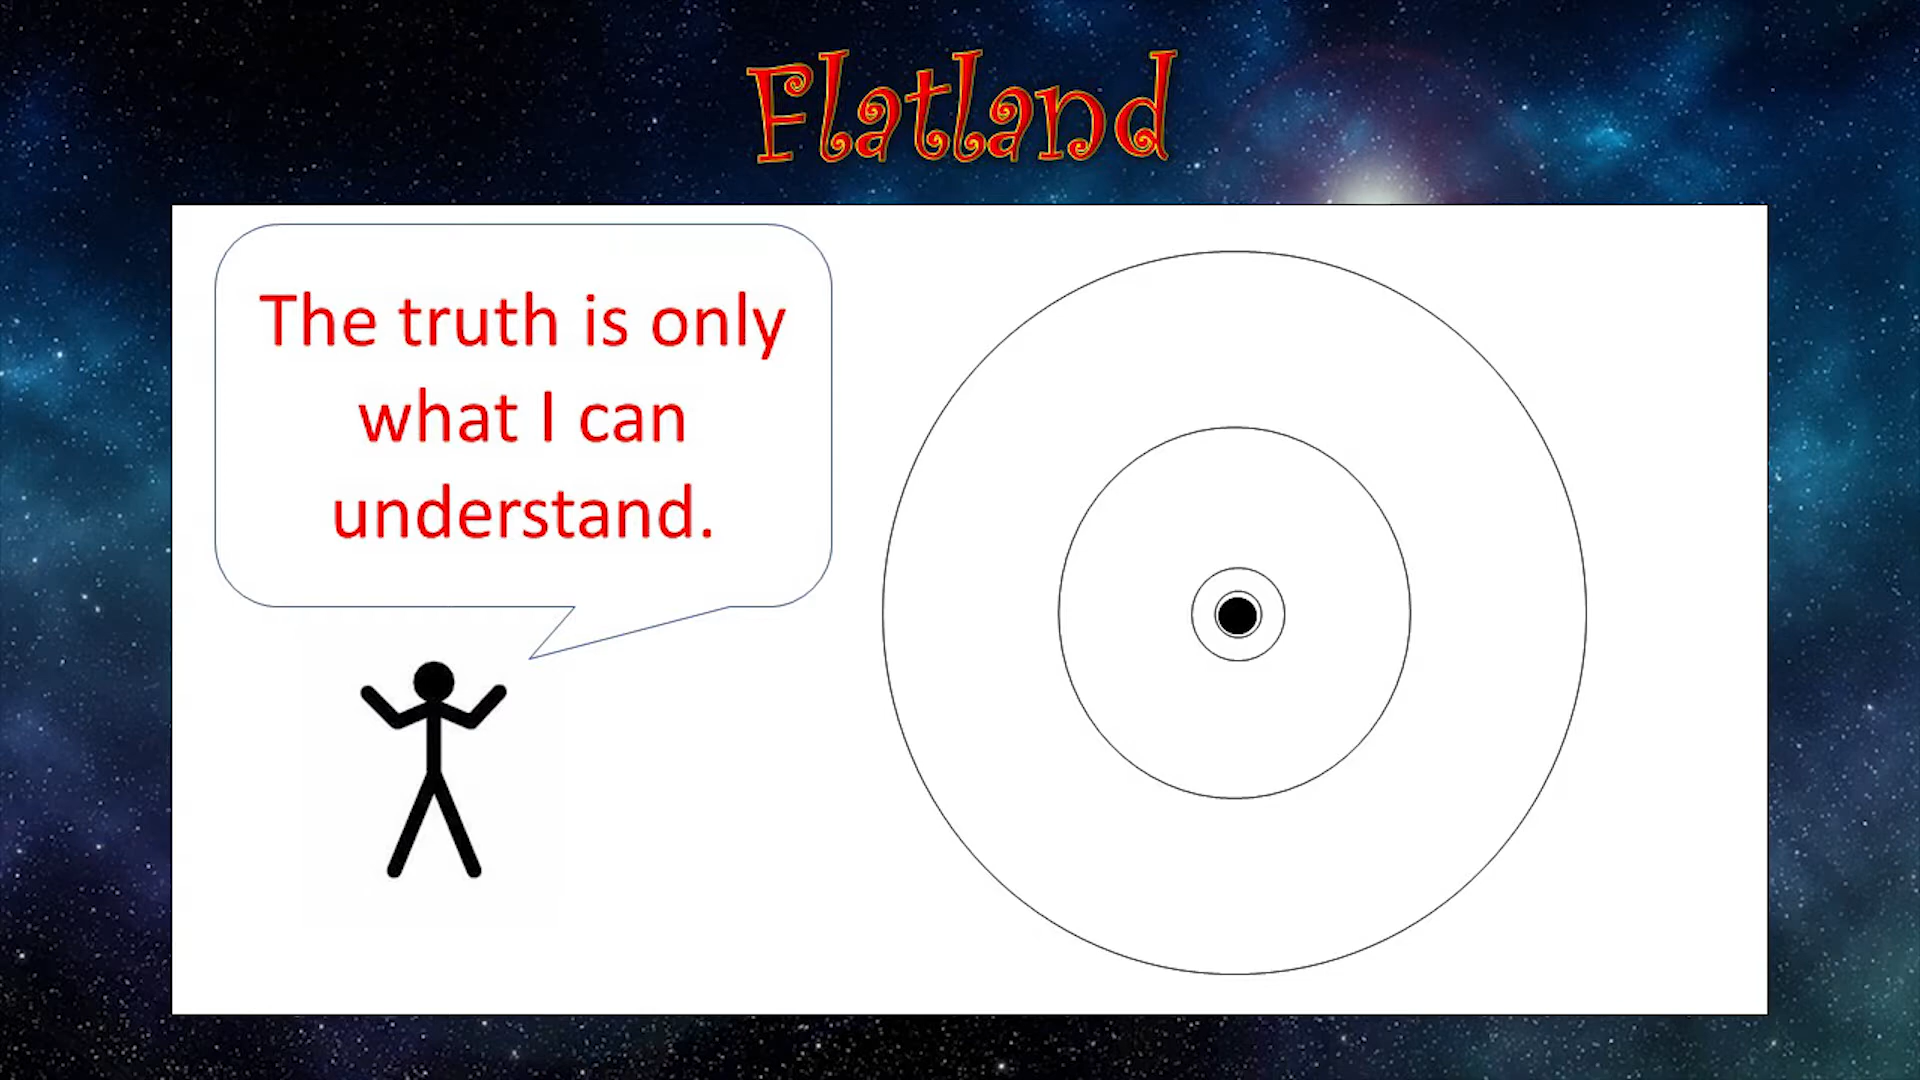 Flatland
The truth is only
what I can
understand.